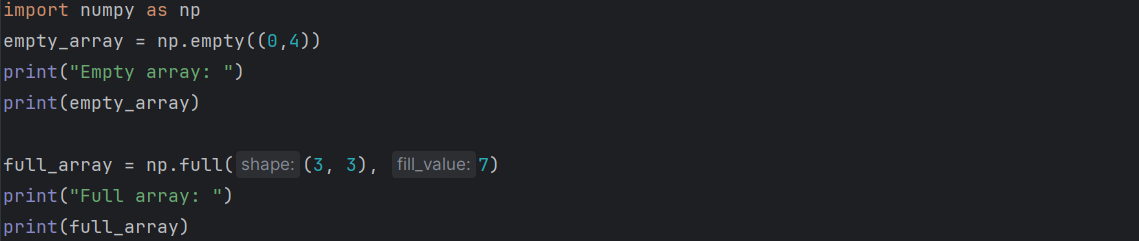 import numpy as np
empty_array = np.empty((0,4))
print("Empty array: ")
print(empty_array)
full_array = np.full( shape: (3, 3), fill_value: 7)
print("Full array: ")
print(full_array)